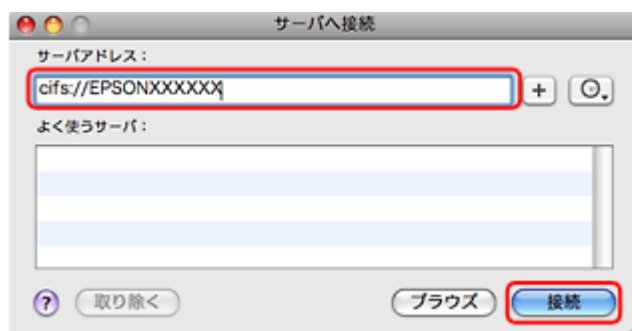 サーバへ接続
サーバアドレス：
cifs://EPSONXXXXXX
+
よく使うサーバ：
? 取り除く ブラウズ 接続